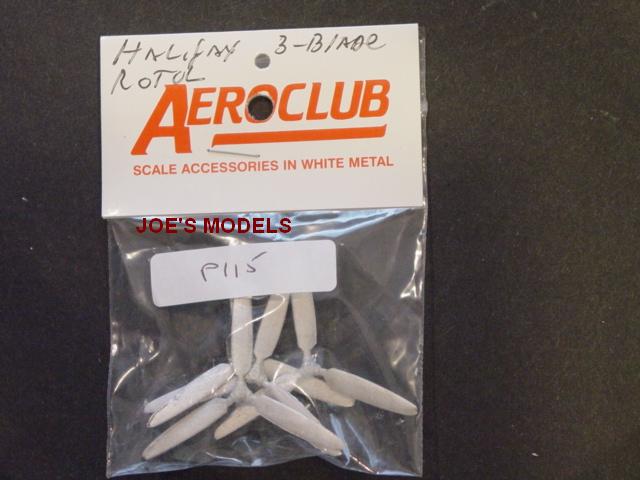 HALIFAX 3-BLADE
ROTOL
AEROCLUB
SCALE ACCESSORIES IN WHITE METAL
JOE'S MODELS
P115